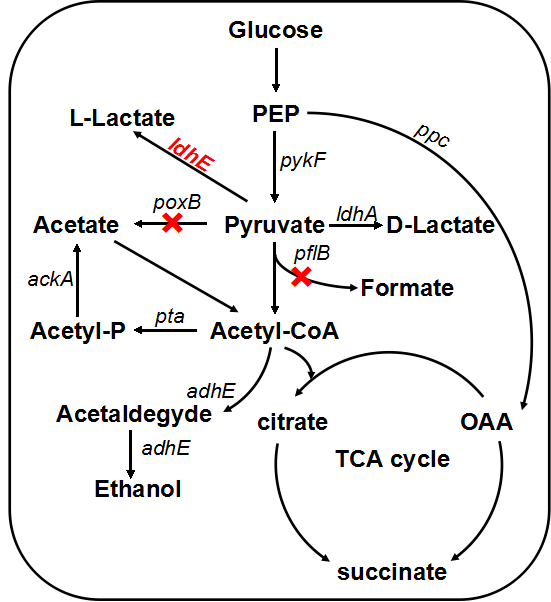 Glucose
PEP
L-Lactate
ldhE
ppc
pykF
poxB
Acetate
Pyruvate
ldhA
D-Lactate
pflB
ackA
Formate
Acetyl-P
pta
Acetyl-CoA
adhE
Acetaldegyde
citrate
OAA
adhE
TCA cycle
Ethanol
succinate